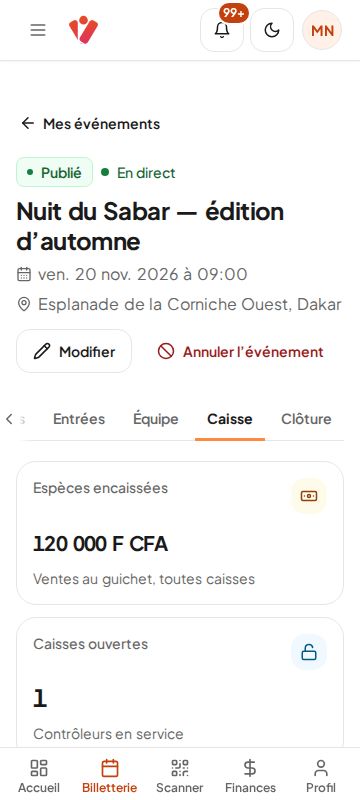 99+
MN
Mes événements
Publié
En direct
Nuit du Sabar — édition
d’automne
ven. 20 nov. 2026 à 09:00
Esplanade de la Corniche Ouest, Dakar
Modifier
Annuler l’événement
s
Entrées
Équipe
Caisse
Clôture
Espèces encaissées
120 000 F CFA
Ventes au guichet, toutes caisses
Caisses ouvertes
1
Contrôleurs en service
Accueil
Billetterie
Scanner
Finances
Profil